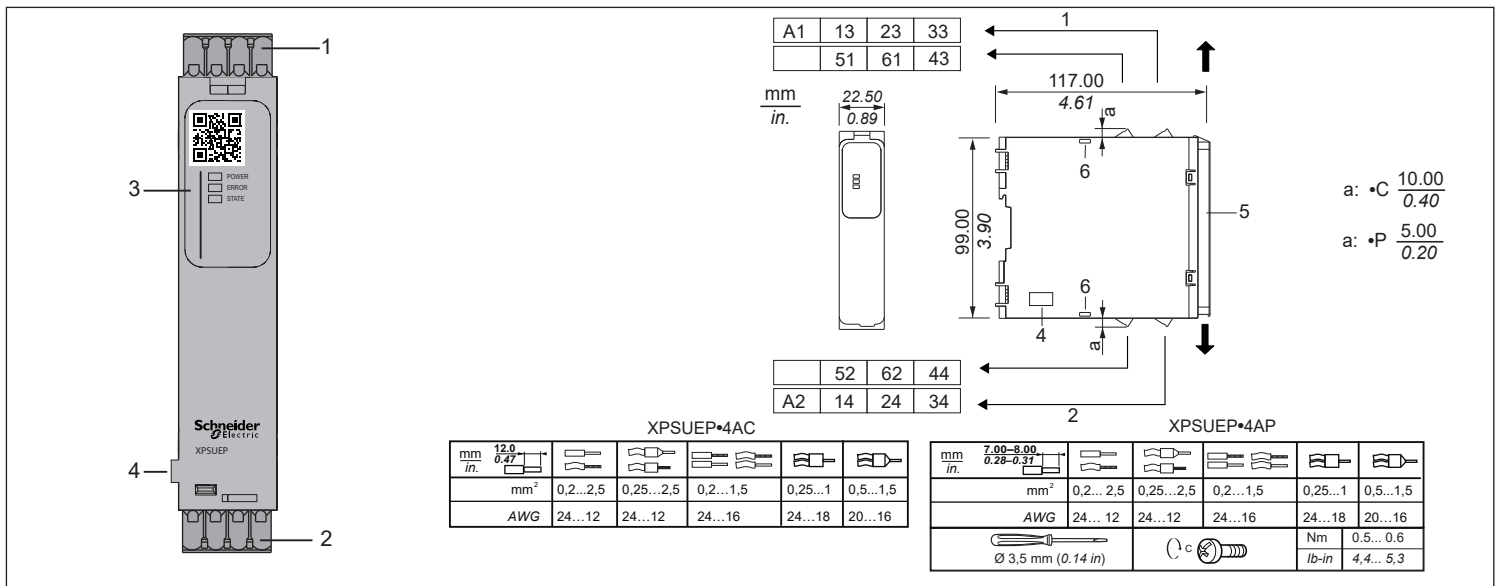 1
POWER
ERROR
STATE
3
Schneider
Electric
XPSUEP
4
2
A1 13 23 33
51 61 43
1
mm
in.
22.50
0.89
117.00
4.61
a
6
99.00
3.90
5
6
4
a
a: •C 10.00
0.40
a: •P 5.00
0.20
52 62 44
A2 14 24 34
2
XPSUEP•4AC
mm
in.
12.0
0.47
mm² 0,2...2,5 0,25...2,5 0,2...1,5 0,25...1 0,5...1,5
AWG 24...12 24...12 24...16 24...18 20...16
XPSUEP•4AP
mm
in.
7.00–8.00
0.28–0.31
mm² 0,2... 2,5 0,25...2,5 0,2...1,5 0,25...1 0,5...1,5
AWG 24... 12 24...12 24...16 24...18 20...16
Ø 3,5 mm (0.14 in)
C
Nm 0.5... 0.6
lb-in 4,4... 5,3